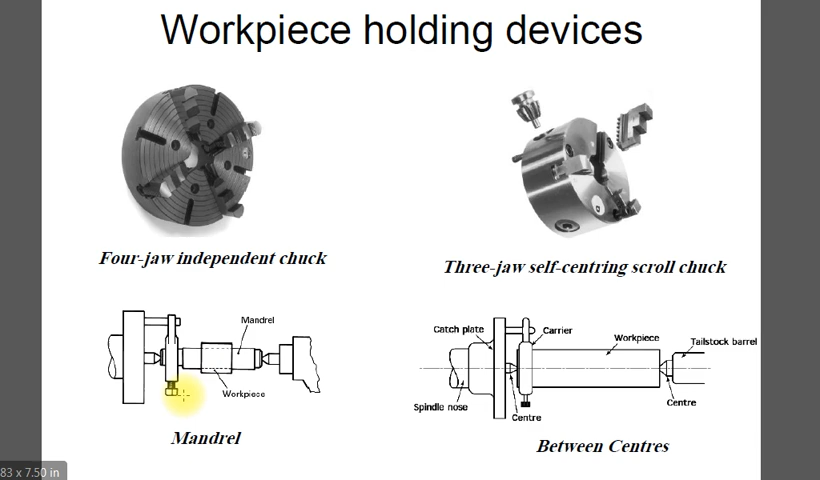 Workpiece holding devices
Four-jaw independent chuck
Three-jaw self-centring scroll chuck
Mandrel
Workpiece
Mandrel
Catch plate
Carrier
Workpiece
Tailstock barrel
Spindle nose
Centre
Centre
Between Centres
83 x 7.50 in